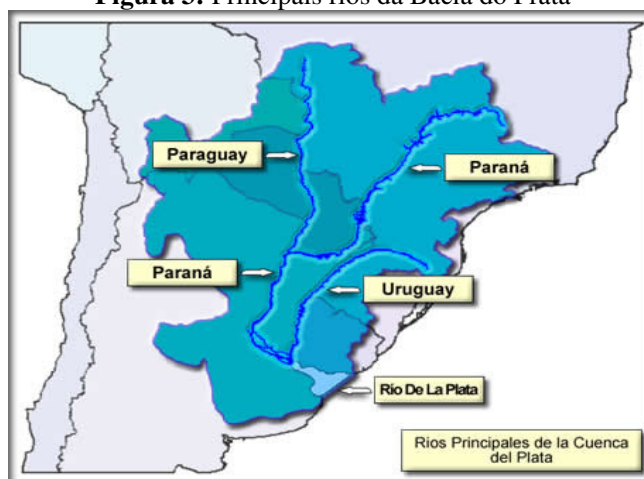 Figura 3: Principais rios da Bacia do Prata
Paraguay
Paraná
Paraná
Uruguay
Río De La Plata
Rios Principales de la Cuenca
del Plata